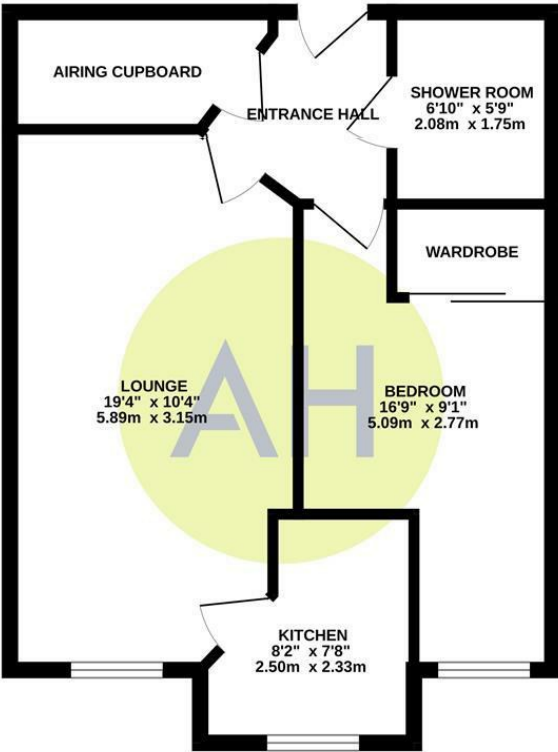 AIRING CUPBOARD
ENTRANCE HALL
SHOWER ROOM
6'10" x 5'9"
2.08m x 1.75m
WARDROBE
LOUNGE
19'4" x 10'4"
5.89m x 3.15m
BEDROOM
16'9" x 9'1"
5.09m x 2.77m
AH
KITCHEN
8'2" x 7'8"
2.50m x 2.33m